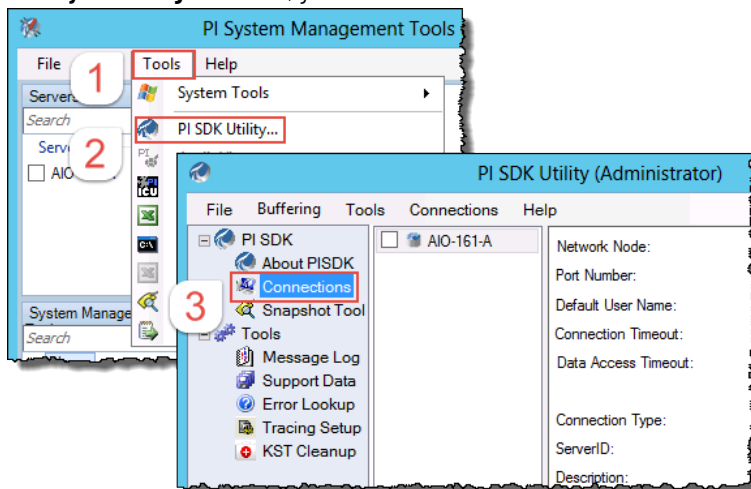 PI System Management Tools
File
Tools
Help
1
Servers
System Tools
Search
PI SDK Utility...
2
AIO
System Manage
Search
PI SDK Utility (Administrator)
File Buffering Tools Connections Help
PI SDK
About PISDK
3
Connections
Snapshot Tool
Tools
Message Log
Support Data
Error Lookup
Tracing Setup
KST Cleanup
AIO-161-A
Network Node:
Port Number:
Default User Name:
Connection Timeout:
Data Access Timeout:
Connection Type:
ServerID:
Description: